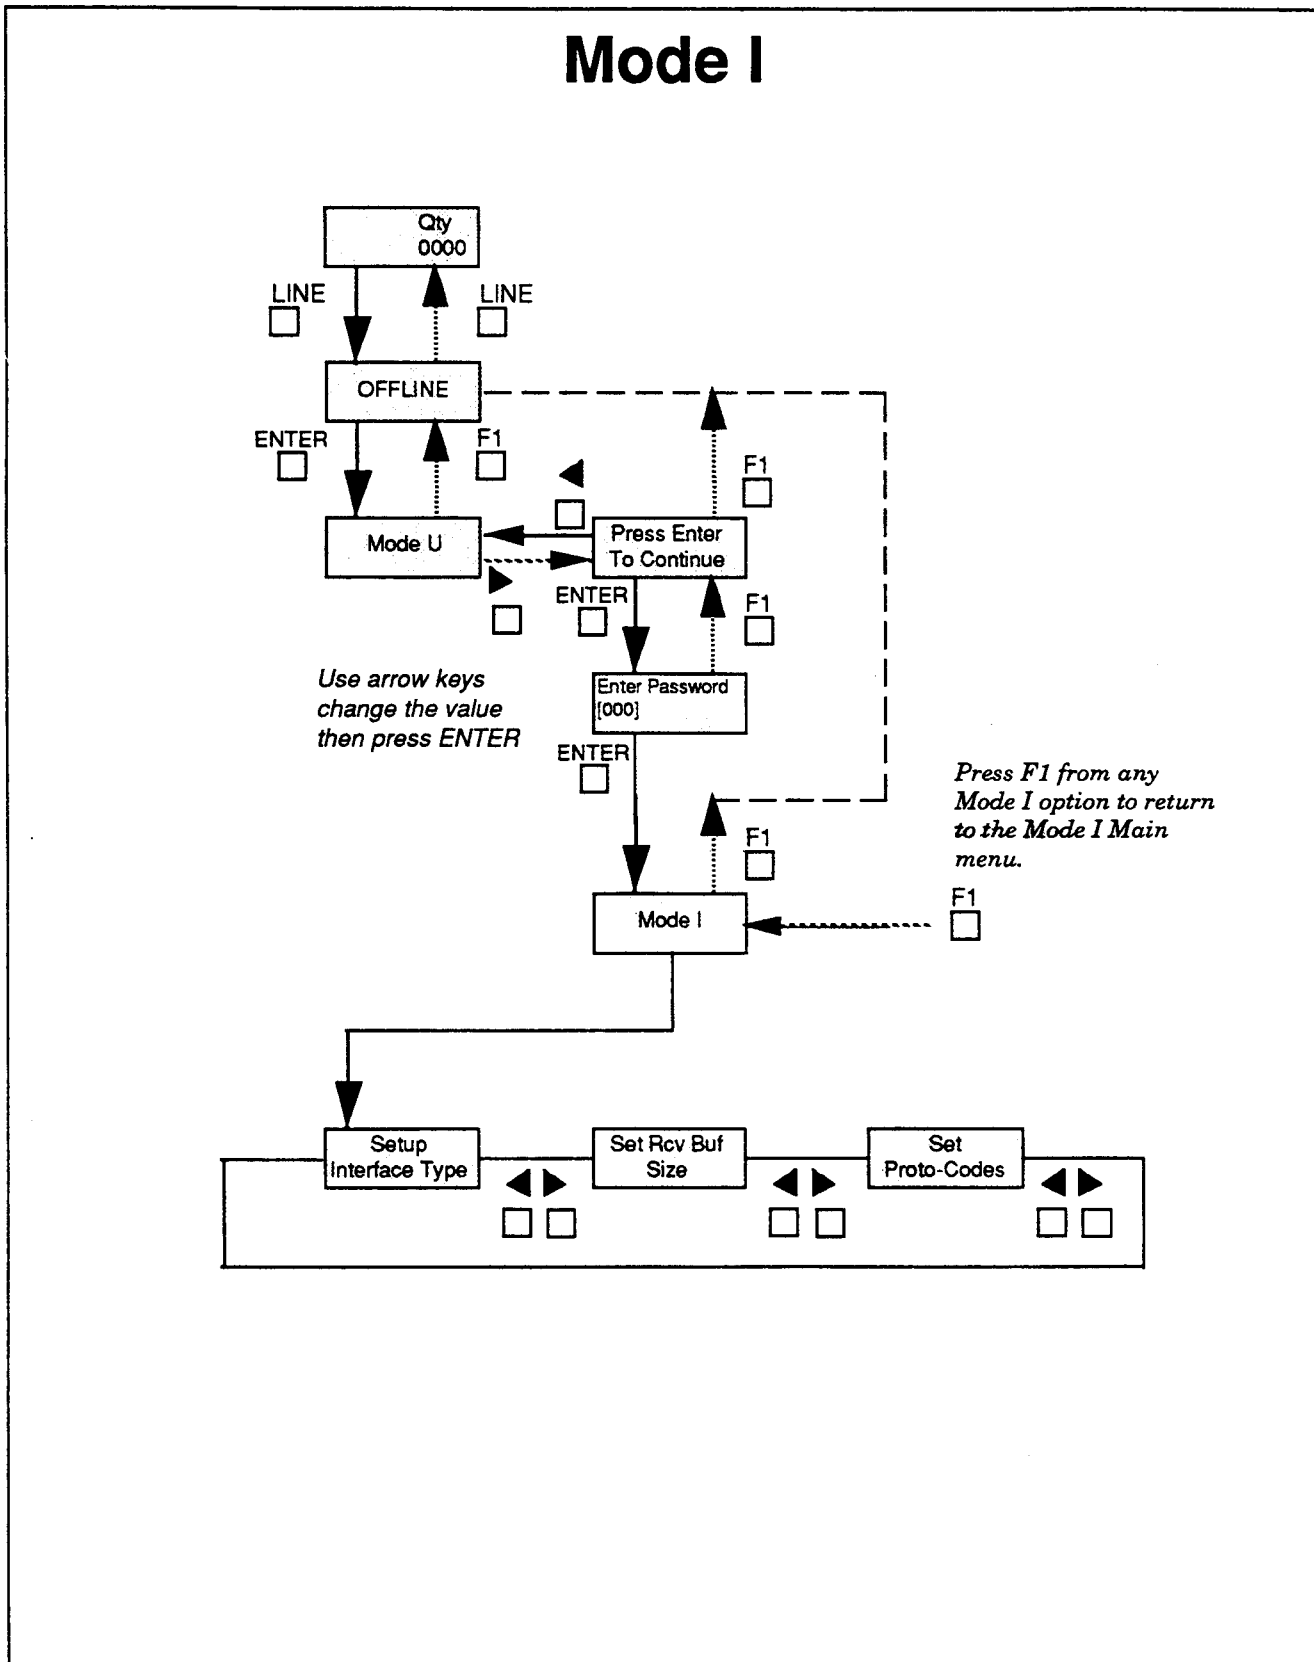 Mode I
Qty
0000
LINE
LINE
OFFLINE
ENTER
F1
F1
Mode U
Press Enter
To Continue
ENTER
F1
Use arrow keys
change the value
then press ENTER
Enter Password
[000]
ENTER
Press F1 from any
Mode I option to return
to the Mode I Main
menu.
F1
F1
Mode I
Setup
Interface Type
Set Rcv Buf
Size
Set
Proto-Codes